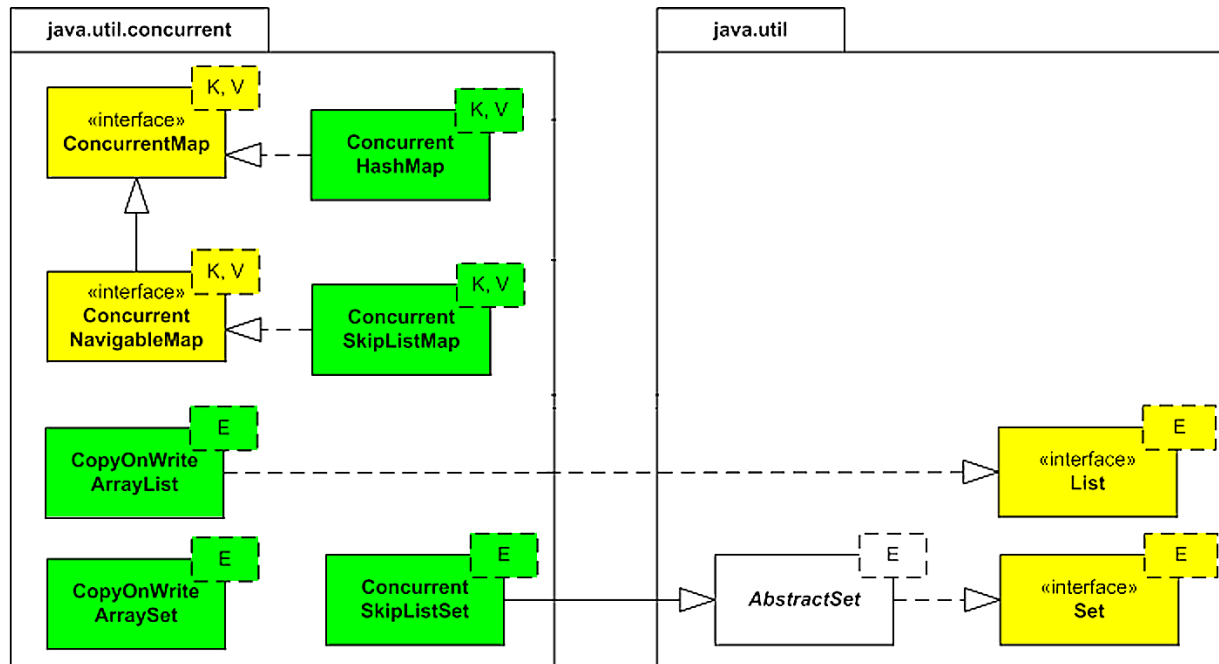 java.util.concurrent
java.util
K, V
«interface»
ConcurrentMap
K, V
Concurrent
HashMap
K, V
«interface»
Concurrent
NavigableMap
K, V
Concurrent
SkipListMap
E
CopyOnWrite
ArrayList
E
«interface»
List
E
CopyOnWrite
ArraySet
E
Concurrent
SkipListSet
E
AbstractSet
E
«interface»
Set